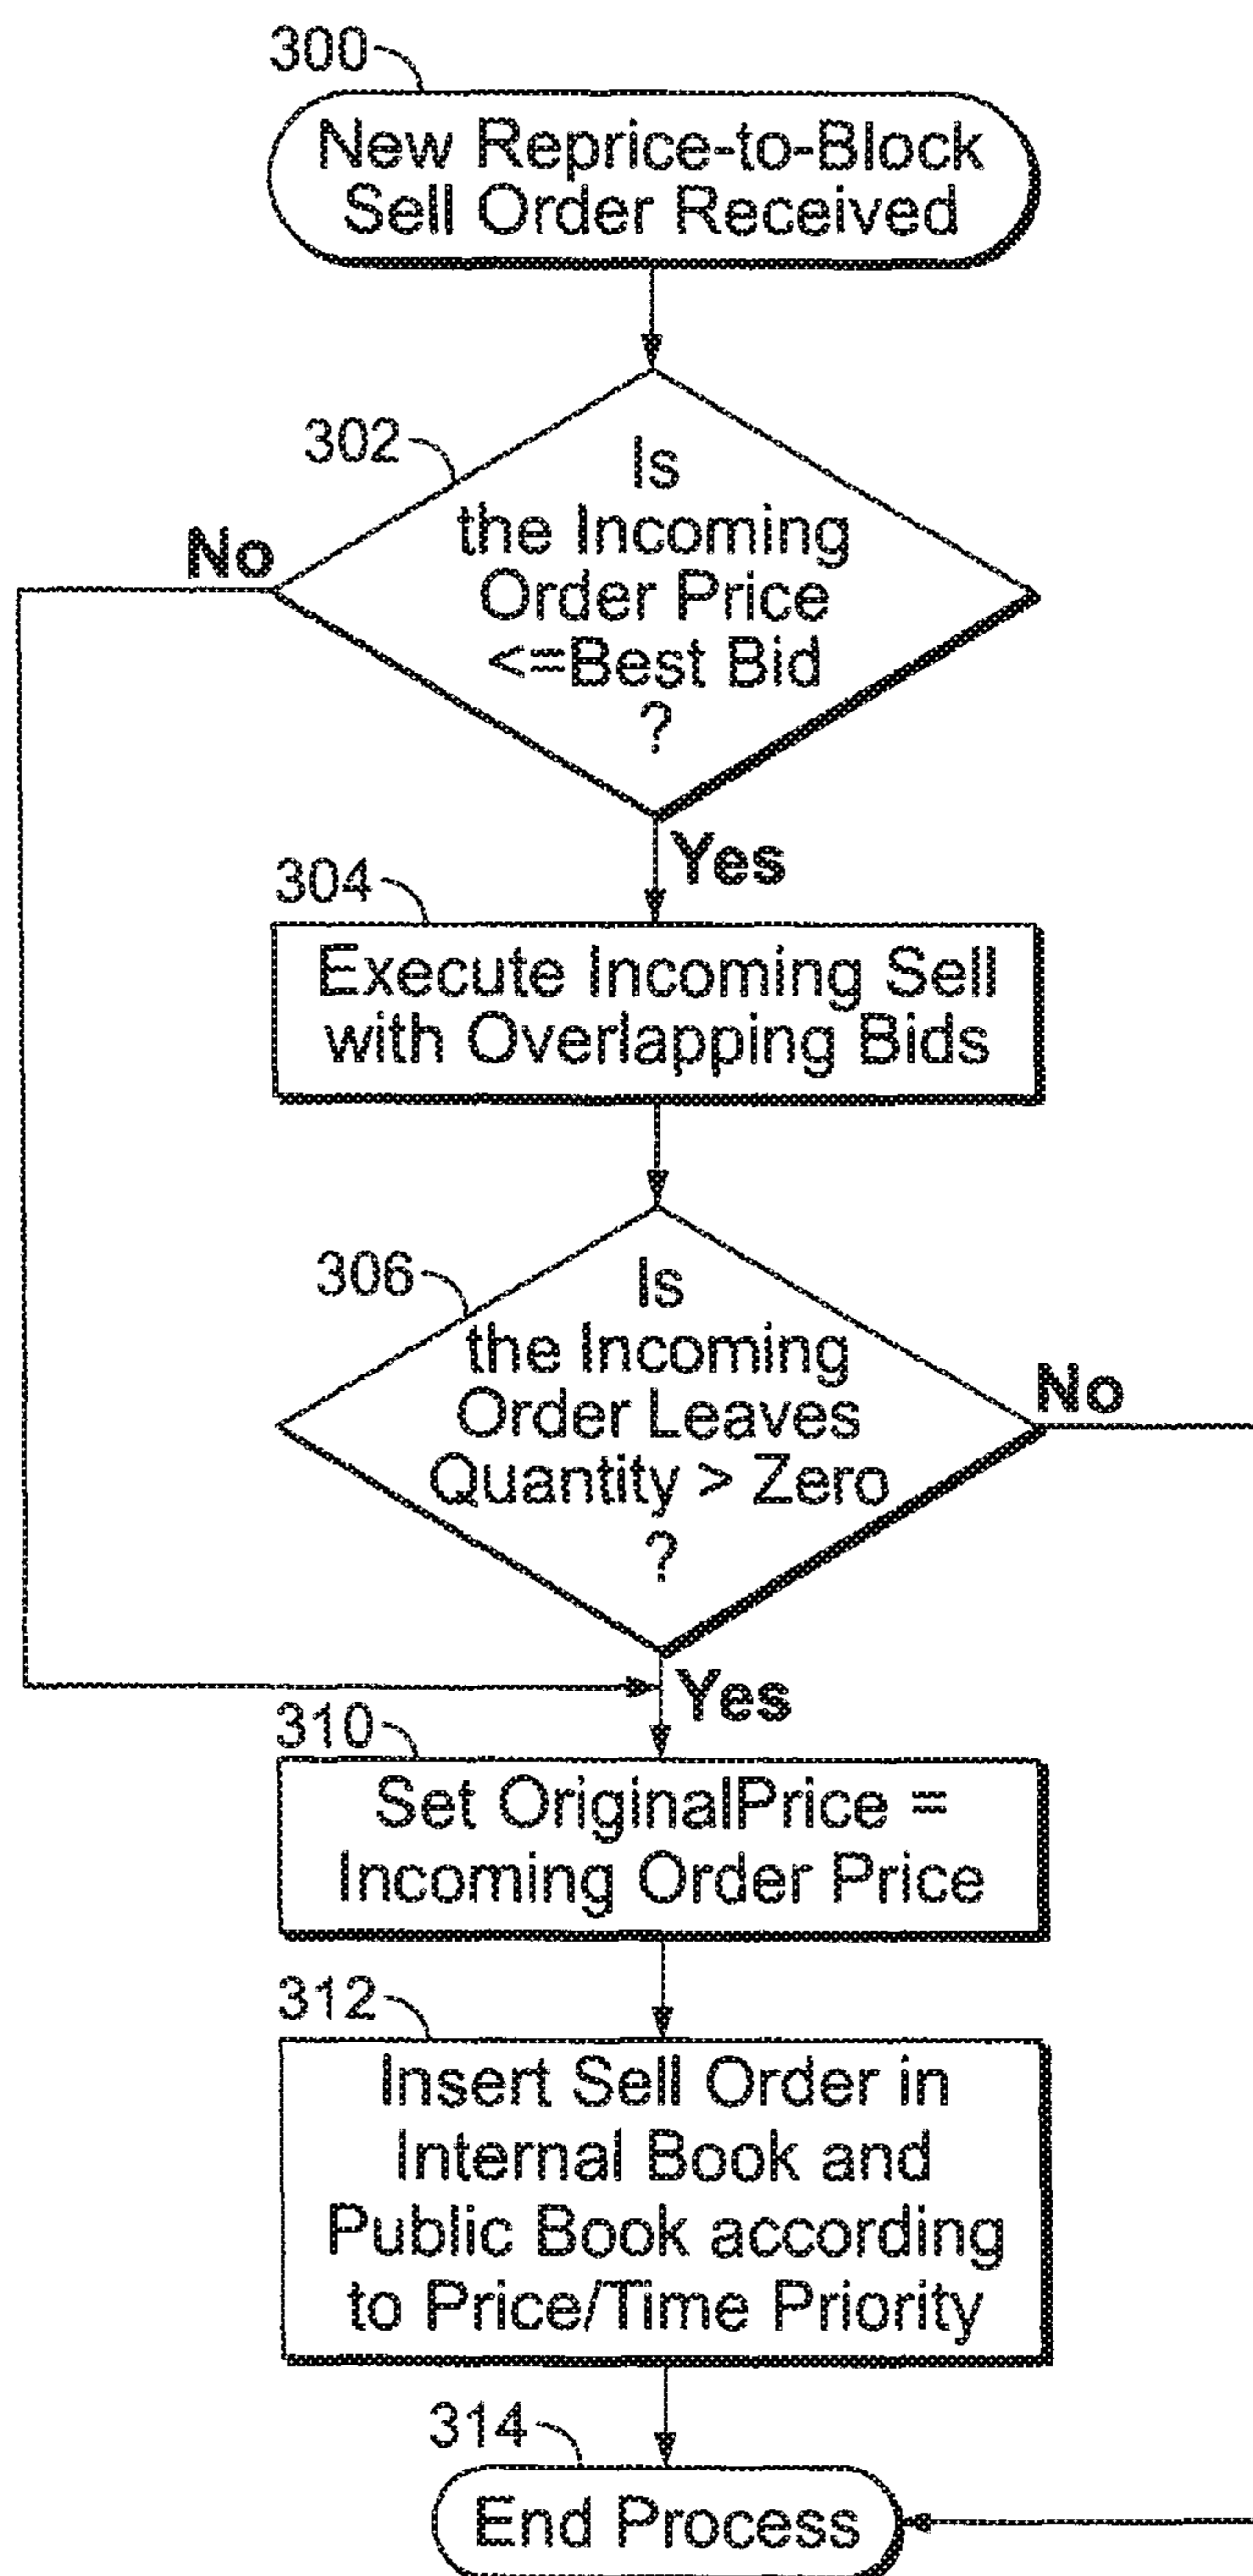 300
New Reprice-to-Block
Sell Order Received
302
Is
the Incoming
Order Price
<=Best Bid
?
No
Yes
304
Execute Incoming Sell
with Overlapping Bids
306
Is
the Incoming
Order Leaves
Quantity > Zero
?
No
Yes
310
Set OriginalPrice =
Incoming Order Price
312
Insert Sell Order in
Internal Book and
Public Book according
to Price/Time Priority
314
End Process